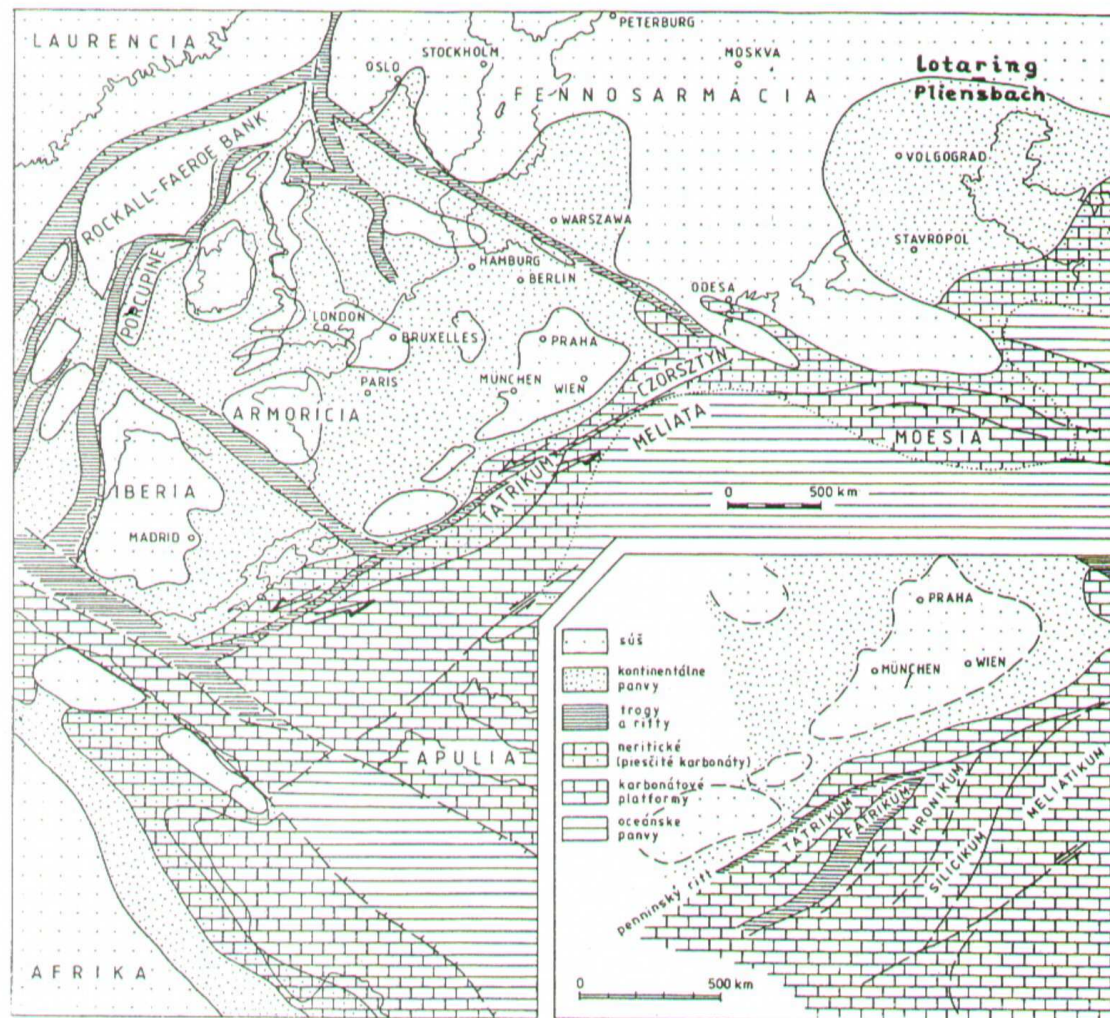 LAURENCIA
PETERBURG
STOCKHOLM
MOSKVA
OSLO
Lotaring
Pliensbach
FENNOSARMÁCIA
ROCKALL-FAEROE BANK
VOLGOGRAD
WARSZAWA
STAVROPOL
HAMBURG
BERLIN
PORCUPINE
ODESA
LONDON
BRUXELLES
PRAHA
PARIS
MÜNCHEN
WIEN
CZORSZTYN
ARMORICIA
MELIATA
MOESIA
TATRIKUM
IBERIA
0 500 km
MADRID
APULIA
AFRIKA
súš
kontinentálne
panvy
trogy
a rifty
neritické
(piesčité karbonáty)
karbonátové
platformy
oceánske
panvy
PRAHA
MÜNCHEN
WIEN
TATRIKUM
FATRIKUM
HRONIKUM
SILICIKUM
MELIATIKUM
penninský rift
0 500 km